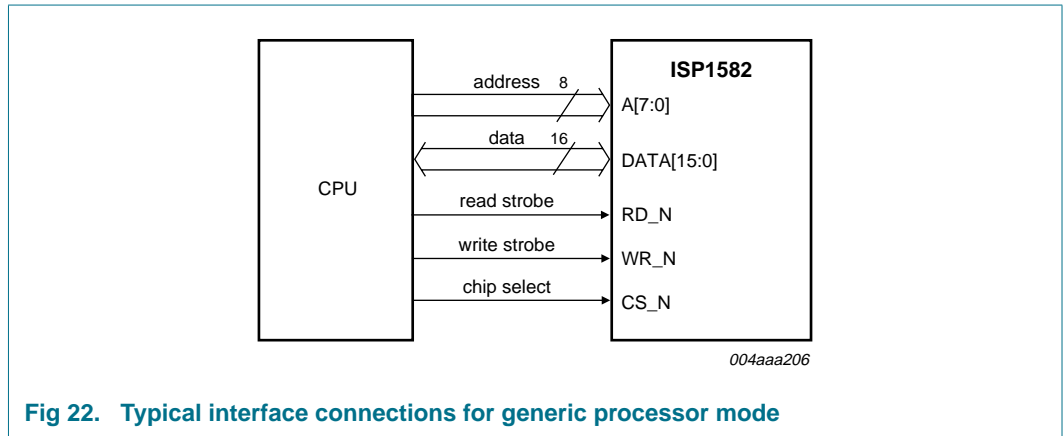 ISP1582
address 8
A[7:0]
data 16
DATA[15:0]
CPU
read strobe
RD_N
write strobe
WR_N
chip select
CS_N
004aaa206
Fig 22. Typical interface connections for generic processor mode